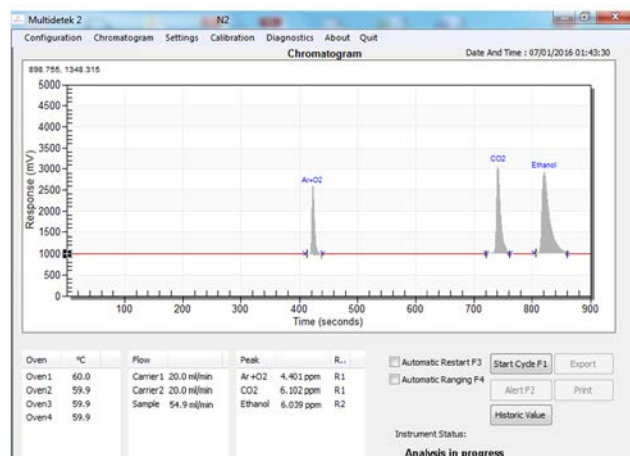 Multidetek 2 N2
Configuration Chromatogram Settings Calibration Diagnostics About Quit
Chromatogram Date And Time : 07/01/2016 01:43:30
898.755, 1348.315
5000
4500
4000
3500
3000
2500
2000
1500
1000
500
0
Response (mV)
Ar+O2
CO2
Ethanol
100 200 300 400 500 600 700 800 900
Time (seconds)
Oven °C
Oven1 60.0
Oven2 59.9
Oven3 59.9
Oven4 59.9
Flow
Carrier1 20.0 ml/min
Carrier2 20.0 ml/min
Sample 54.9 ml/min
Peak R..
Ar+O2 4.401 ppm R1
CO2 6.102 ppm R1
Ethanol 6.039 ppm R2
Automatic Restart F3
Automatic Ranging F4
Start Cycle F1 Export
Alert F2 Print
Historic Value
Instrument Status:
Analysis in progress